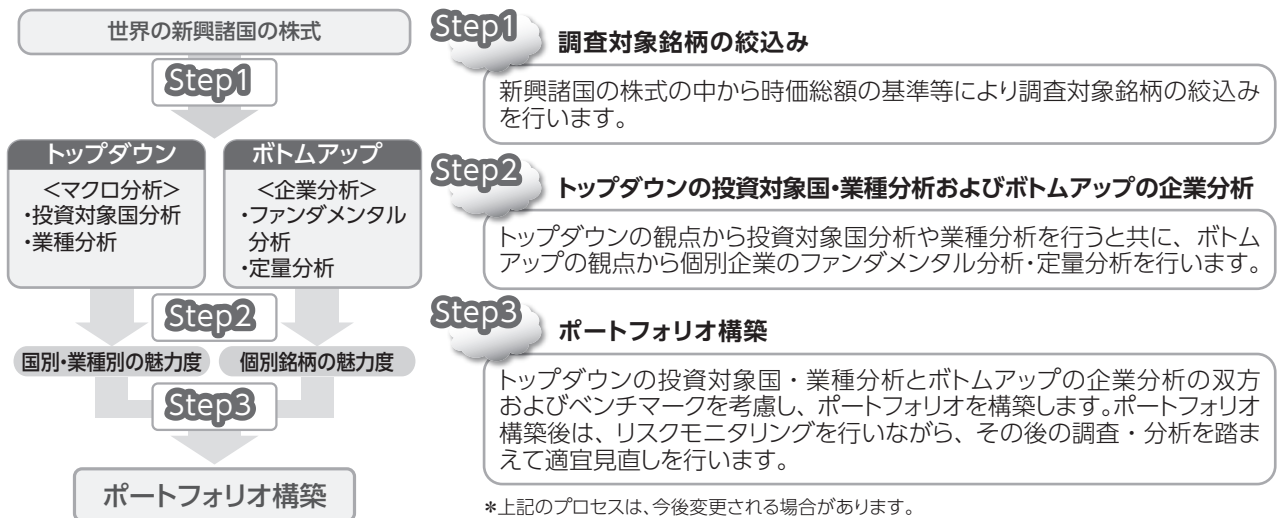 世界の新興諸国の株式
Step1
トップダウン
<マクロ分析>
・投資対象国分析
・業種分析
ボトムアップ
<企業分析>
・ファンダメンタル
分析
・定量分析
Step2
国別・業種別の魅力度
個別銘柄の魅力度
Step3
ポートフォリオ構築
Step1
調査対象銘柄の絞込み
新興諸国の株式の中から時価総額の基準等により調査対象銘柄の絞込み
を行います。
Step2
トップダウンの投資対象国・業種分析およびボトムアップの企業分析
トップダウンの観点から投資対象国分析や業種分析を行うと共に、ボトム
アップの観点から個別企業のファンダメンタル分析・定量分析を行います。
Step3
ポートフォリオ構築
トップダウンの投資対象国・業種分析とボトムアップの企業分析の双方
およびベンチマークを考慮し、ポートフォリオを構築します。ポートフォリオ
構築後は、リスクモニタリングを行いながら、その後の調査・分析を踏ま
えて適宜見直しを行います。
*上記のプロセスは、今後変更される場合があります。